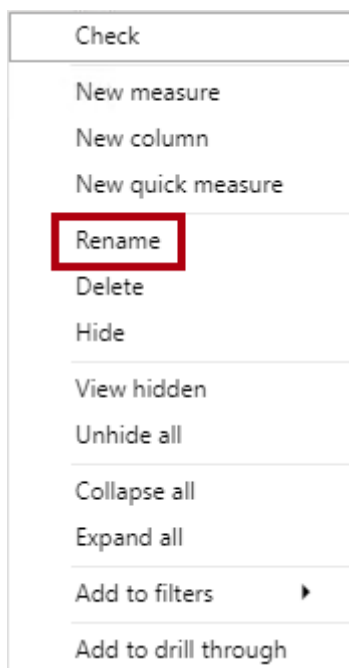 Check
New measure
New column
New quick measure
Rename
Delete
Hide
View hidden
Unhide all
Collapse all
Expand all
Add to filters
Add to drill through